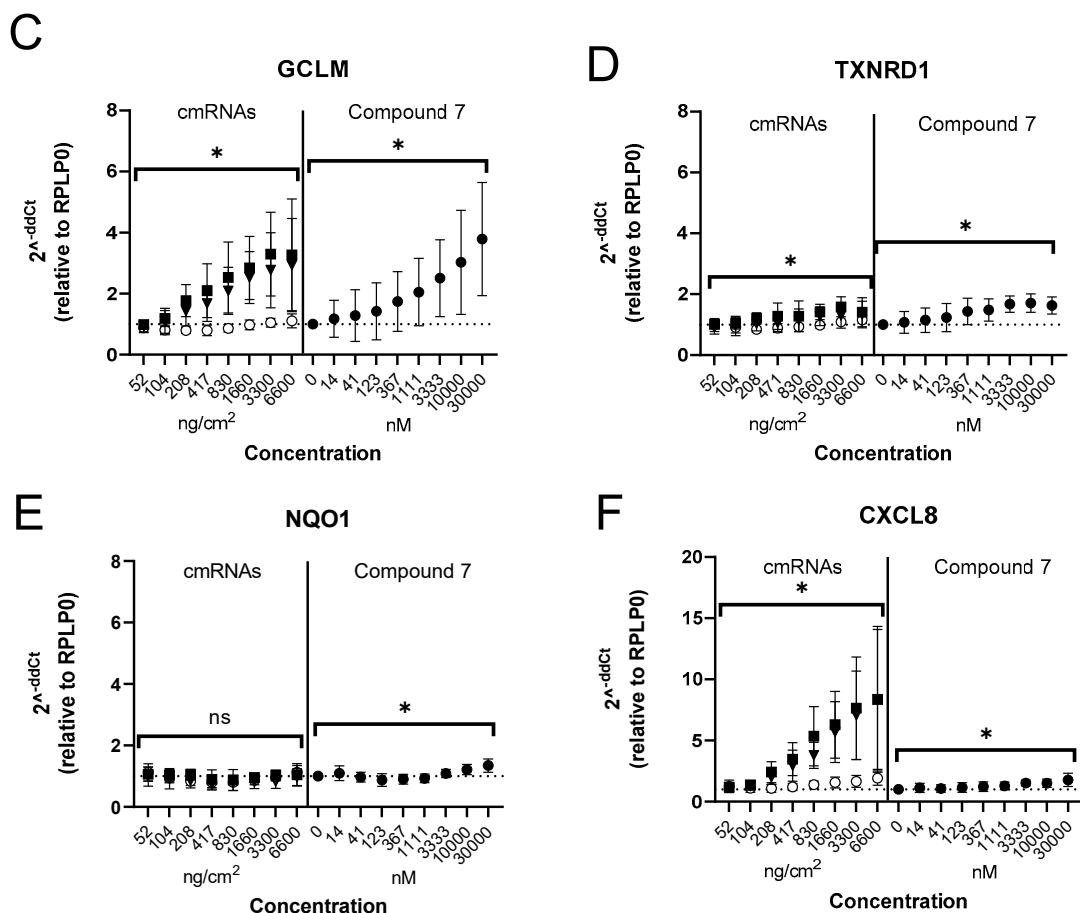 C
GCLM
cmRNAs
Compound 7
*
*
2^-ddCt
(relative to RPLP0)
8
6
4
2
0
52
104
208
417
830
1660
3300
6600
0
14
41
123
367
1111
3333
10000
30000
ng/cm2
nM
Concentration
D
TXNRD1
cmRNAs
Compound 7
*
*
2^-ddCt
(relative to RPLP0)
8
6
4
2
0
52
104
208
471
830
1660
3300
6600
0
14
41
123
367
1111
3333
10000
30000
ng/cm2
nM
Concentration
E
NQO1
cmRNAs
Compound 7
ns
*
2^-ddCt
(relative to RPLP0)
8
6
4
2
0
52
104
208
417
830
1660
3300
6600
0
14
41
123
367
1111
3333
10000
30000
ng/cm2
nM
Concentration
F
CXCL8
cmRNAs
Compound 7
*
*
2^-ddCt
(relative to RPLP0)
20
15
10
5
0
52
104
208
417
830
1660
3300
6600
0
14
41
123
367
1111
3333
10000
30000
ng/cm2
nM
Concentration